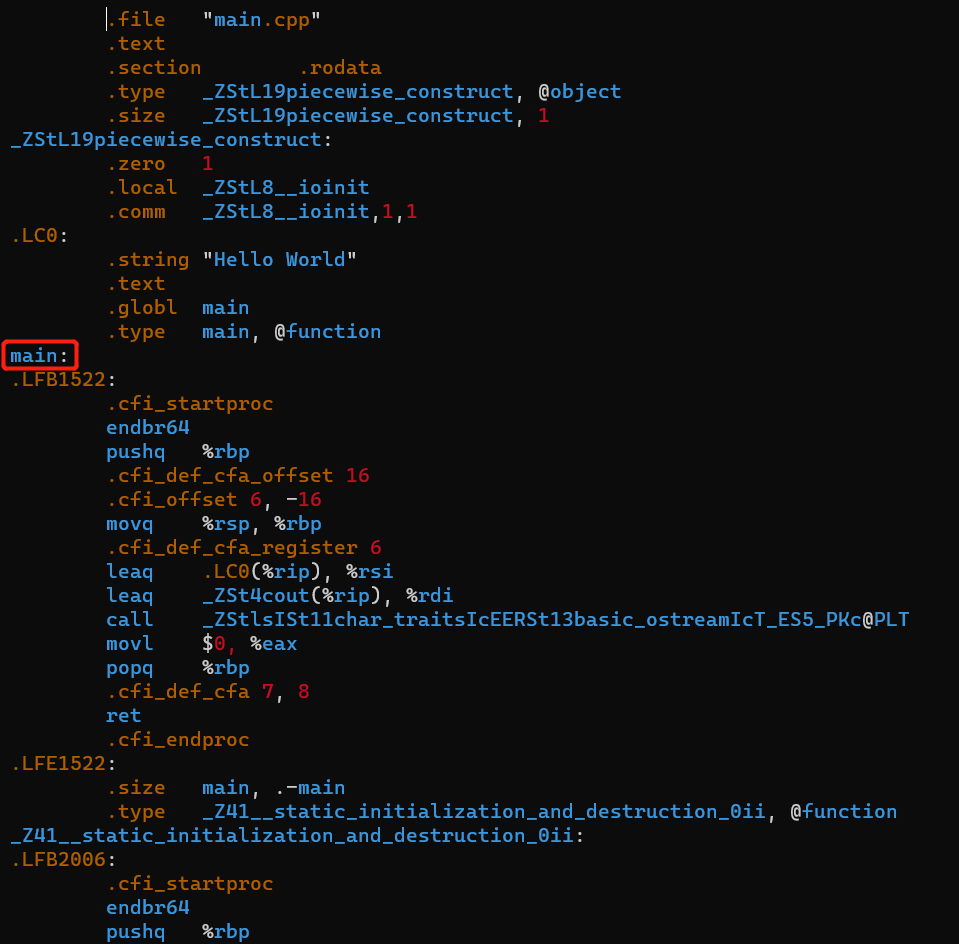 .file "main.cpp"
.text
.section .rodata
.type _ZStL19piecewise_construct, @object
.size _ZStL19piecewise_construct, 1
_ZStL19piecewise_construct:
.zero 1
.local _ZStL8__ioinit
.comm _ZStL8__ioinit,1,1
.LC0:
.string "Hello World"
.text
.globl main
.type main, @function
main:
.LFB1522:
.cfi_startproc
endbr64
pushq %rbp
.cfi_def_cfa_offset 16
.cfi_offset 6, -16
movq %rsp, %rbp
.cfi_def_cfa_register 6
leaq .LC0(%rip), %rsi
leaq _ZSt4cout(%rip), %rdi
call _ZStlsISt11char_traitsIcEERSt13basic_ostreamIcT_ES5_PKc@PLT
movl $0, %eax
popq %rbp
.cfi_def_cfa 7, 8
ret
.cfi_endproc
.LFE1522:
.size main, .-main
.type _Z41__static_initialization_and_destruction_0ii, @function
_Z41__static_initialization_and_destruction_0ii:
.LFB2006:
.cfi_startproc
endbr64
pushq %rbp